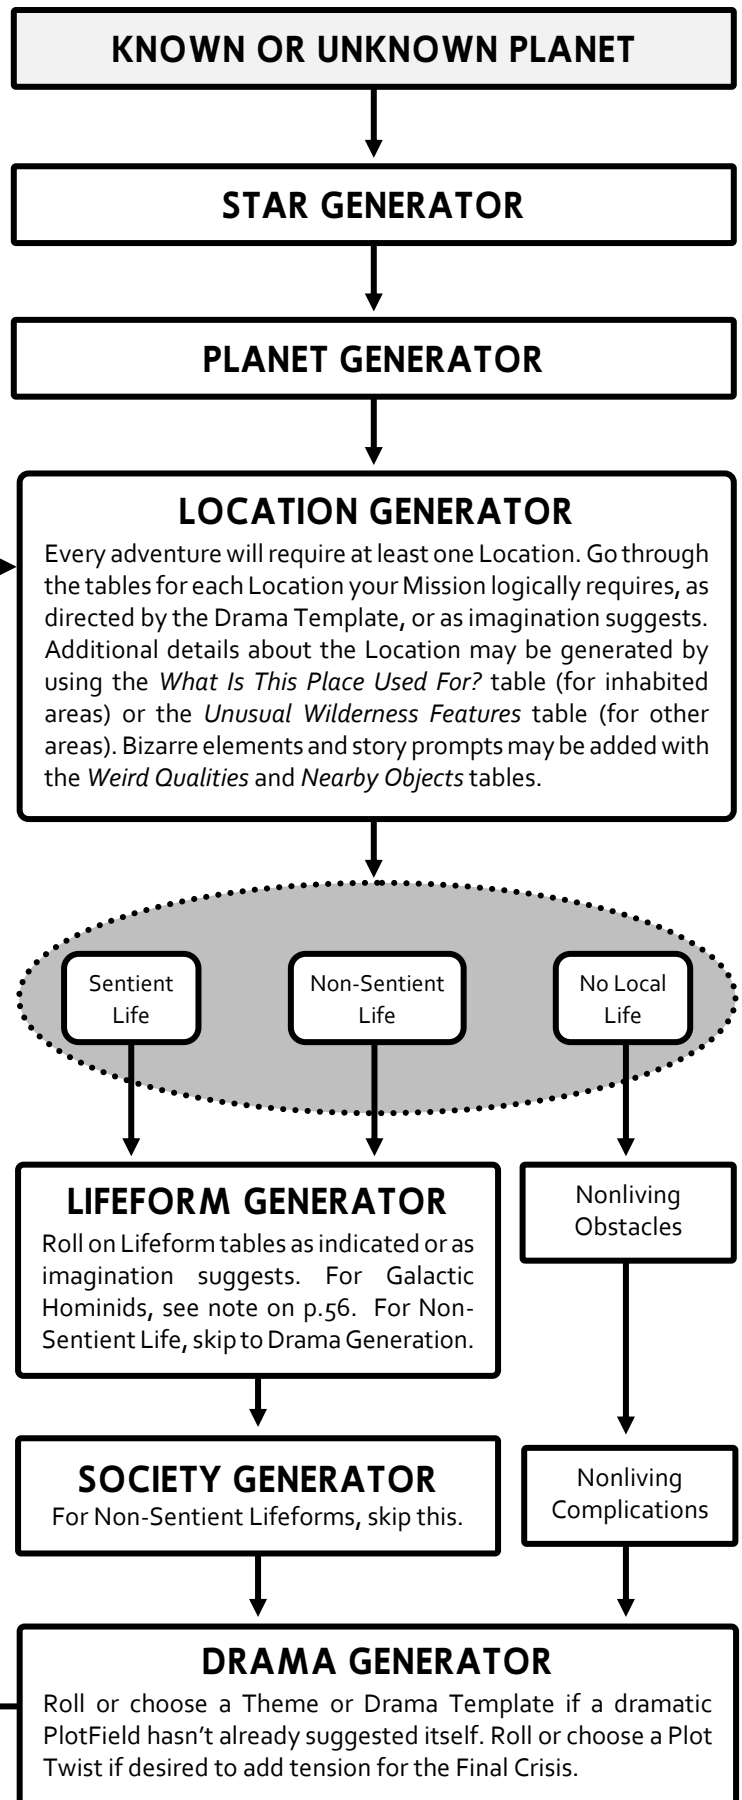 KNOWN OR UNKNOWN PLANET
STAR GENERATOR
PLANET GENERATOR
LOCATION GENERATOR
Every adventure will require at least one Location. Go through
the tables for each Location your Mission logically requires, as
directed by the Drama Template, or as imagination suggests.
Additional details about the Location may be generated by
using the What Is This Place Used For? table (for inhabited
areas) or the Unusual Wilderness Features table (for other
areas). Bizarre elements and story prompts may be added with
the Weird Qualities and Nearby Objects tables.
Sentient
Life
Non-Sentient
Life
No Local
Life
LIFEFORM GENERATOR
Roll on Lifeform tables as indicated or as
imagination suggests. For Galactic
Hominids, see note on p.56. For Non-
Sentient Life, skip to Drama Generation.
Nonliving
Obstacles
SOCIETY GENERATOR
For Non-Sentient Lifeforms, skip this.
Nonliving
Complications
DRAMA GENERATOR
Roll or choose a Theme or Drama Template if a dramatic
PlotField hasn't already suggested itself. Roll or choose a Plot
Twist if desired to add tension for the Final Crisis.